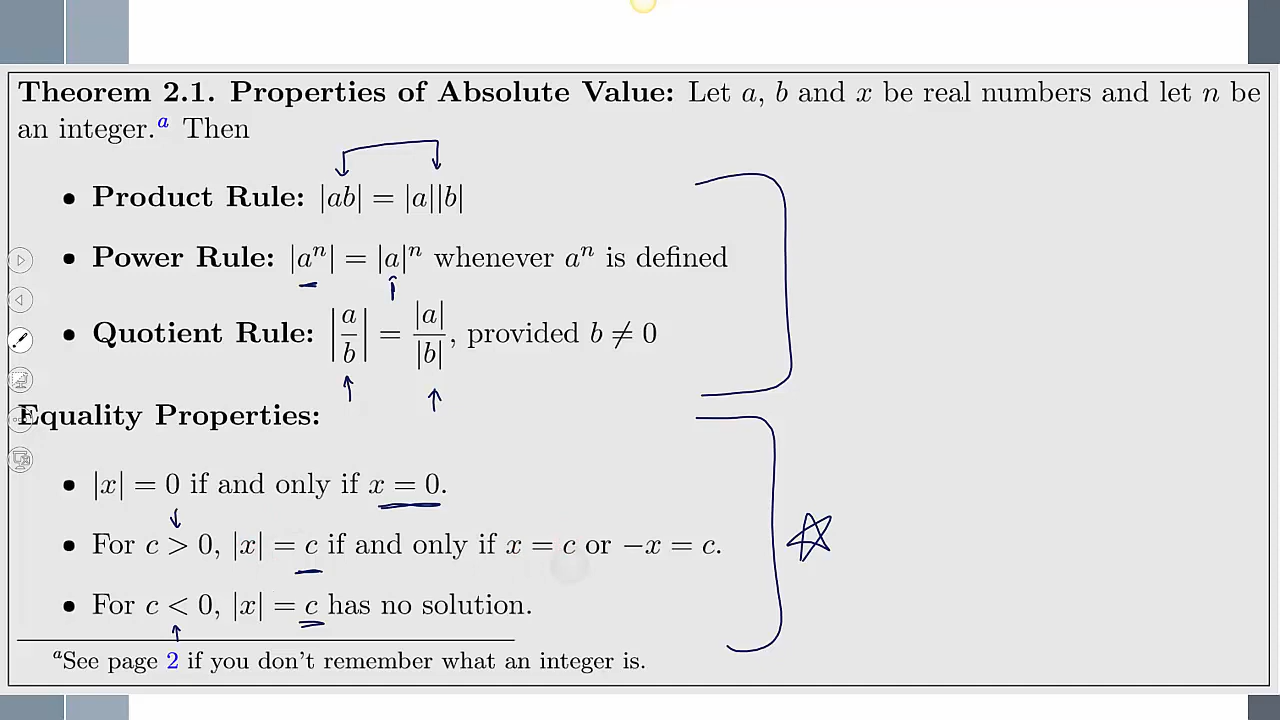 Theorem 2.1. Properties of Absolute Value: Let a, b and x be real numbers and let n be
an integer.ᵃ Then
• Product Rule: |ab| = |a||b|
• Power Rule: |aⁿ| = |a|ⁿ whenever aⁿ is defined
• Quotient Rule: |a/b| = |a|/|b|, provided b ≠ 0
Equality Properties:
• |x| = 0 if and only if x = 0.
• For c > 0, |x| = c if and only if x = c or −x = c.
• For c < 0, |x| = c has no solution.
ᵃSee page 2 if you don't remember what an integer is.